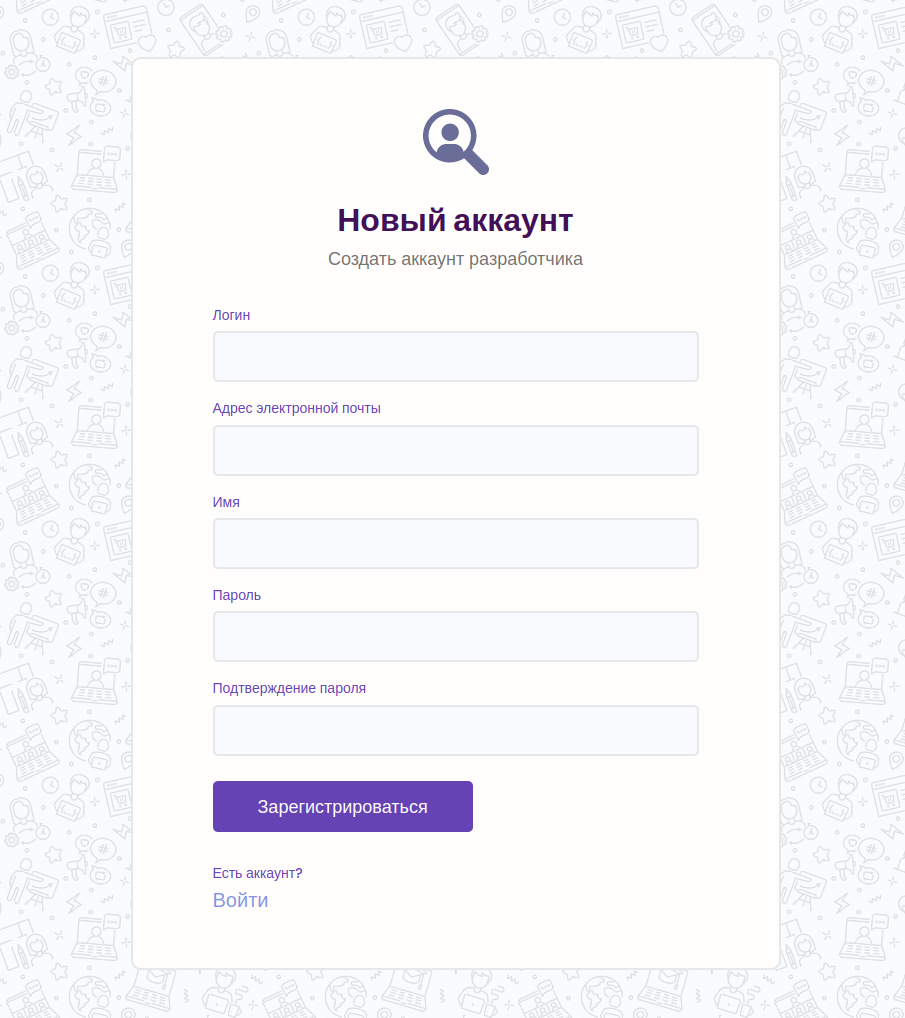 Новый аккаунт
Создать аккаунт разработчика
Логин
Адрес электронной почты
Имя
Пароль
Подтверждение пароля
Зарегистрироваться
Есть аккаунт?
Войти